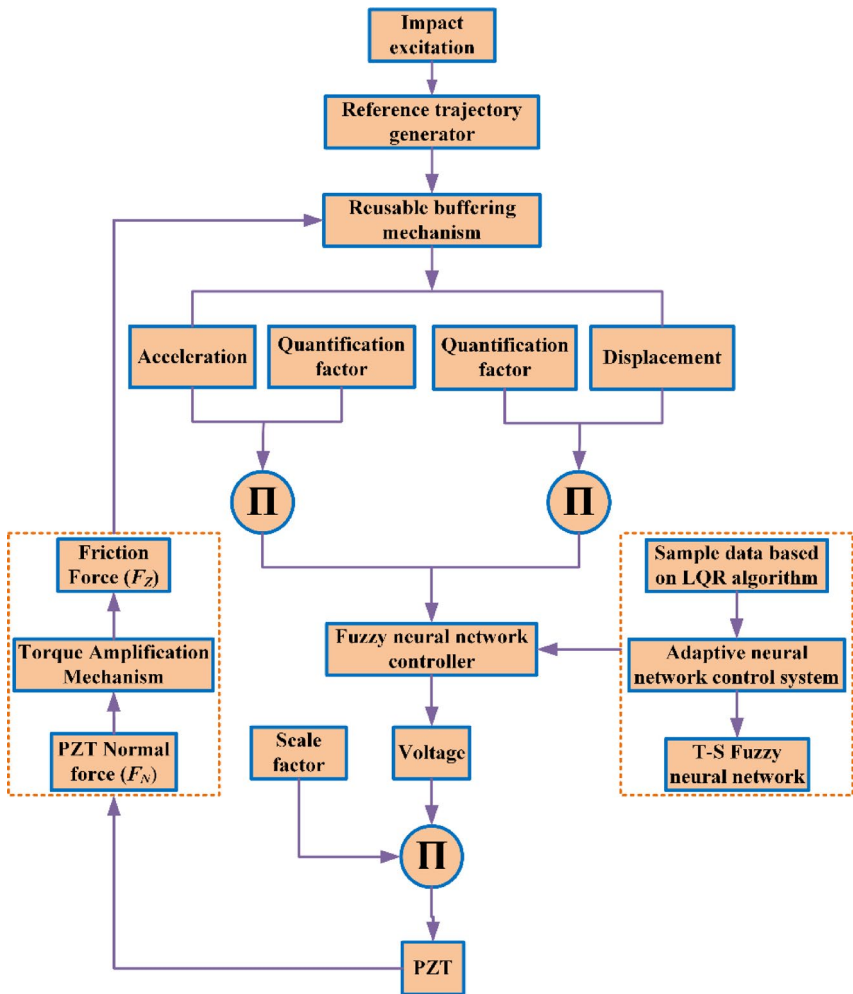 Impact
excitation
Reference trajectory
generator
Reusable buffering
mechanism
Acceleration
Quantification
factor
Quantification
factor
Displacement
Π
Π
Friction
Force (F_Z)
Torque Amplification
Mechanism
PZT Normal
force (F_N)
Fuzzy neural network
controller
Scale
factor
Voltage
Π
PZT
Sample data based
on LQR algorithm
Adaptive neural
network control system
T-S Fuzzy
neural network